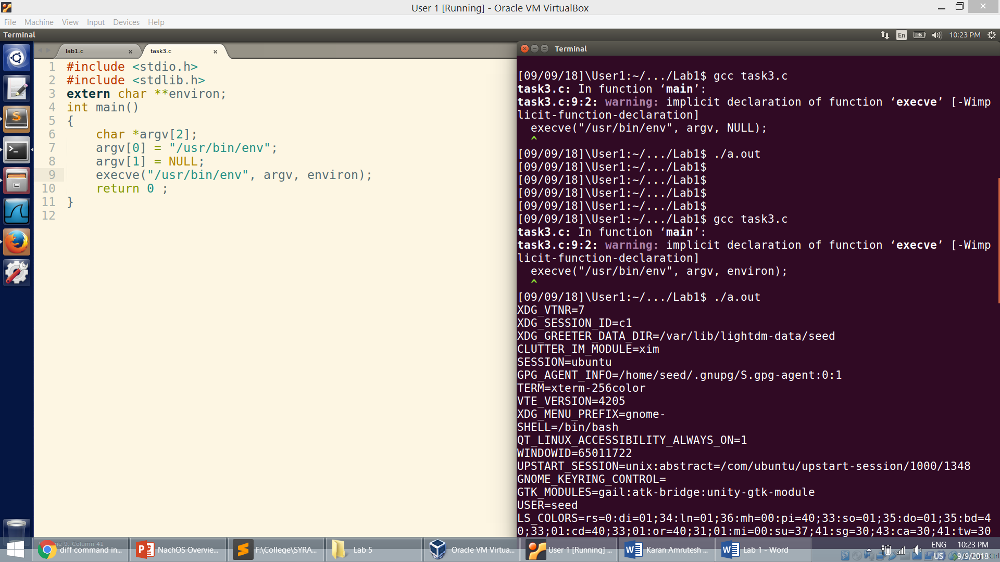 User 1 [Running] - Oracle VM VirtualBox
File Machine View Input Devices Help
Terminal
En 10:23 PM
lab1.c × task3.c ×
1 #include <stdio.h>
2 #include <stdlib.h>
3 extern char **environ;
4 int main()
5 {
6 char *argv[2];
7 argv[0] = "/usr/bin/env";
8 argv[1] = NULL;
9 execve("/usr/bin/env", argv, environ);
10 return 0 ;
11 }
12
Terminal
[09/09/18]\User1:~/.../Lab1$ gcc task3.c
task3.c: In function ‘main’:
task3.c:9:2: warning: implicit declaration of function ‘execve’ [-Wimp
licit-function-declaration]
execve("/usr/bin/env", argv, NULL);
^
[09/09/18]\User1:~/.../Lab1$ ./a.out
[09/09/18]\User1:~/.../Lab1$
[09/09/18]\User1:~/.../Lab1$
[09/09/18]\User1:~/.../Lab1$
[09/09/18]\User1:~/.../Lab1$
[09/09/18]\User1:~/.../Lab1$ gcc task3.c
task3.c: In function ‘main’:
task3.c:9:2: warning: implicit declaration of function ‘execve’ [-Wimp
licit-function-declaration]
execve("/usr/bin/env", argv, environ);
^
[09/09/18]\User1:~/.../Lab1$ ./a.out
XDG_VTNR=7
XDG_SESSION_ID=c1
XDG_GREETER_DATA_DIR=/var/lib/lightdm-data/seed
CLUTTER_IM_MODULE=xim
SESSION=ubuntu
GPG_AGENT_INFO=/home/seed/.gnupg/S.gpg-agent:0:1
TERM=xterm-256color
VTE_VERSION=4205
XDG_MENU_PREFIX=gnome-
SHELL=/bin/bash
QT_LINUX_ACCESSIBILITY_ALWAYS_ON=1
WINDOWID=65011722
UPSTART_SESSION=unix:abstract=/com/ubuntu/upstart-session/1000/1348
GNOME_KEYRING_CONTROL=
GTK_MODULES=gail:atk-bridge:unity-gtk-module
USER=seed
LS_COLORS=rs=0:di=01;34:ln=01;36:mh=00:pi=40;33:so=01;35:do=01;35:bd=4
0;33;01:cd=40;33;01:or=40;31;01:mi=00:su=37;41:sg=30;43:ca=30;41:tw=30
9, Column 41
diff command in... NachOS Overvie... F:\College\SYRA... Lab 5 Oracle VM Virtua... User 1 [Running] ... Karan Amrutesh ... Lab 1 - Word
ENG 10:23 PM
US 9/9/2018 Ctrl